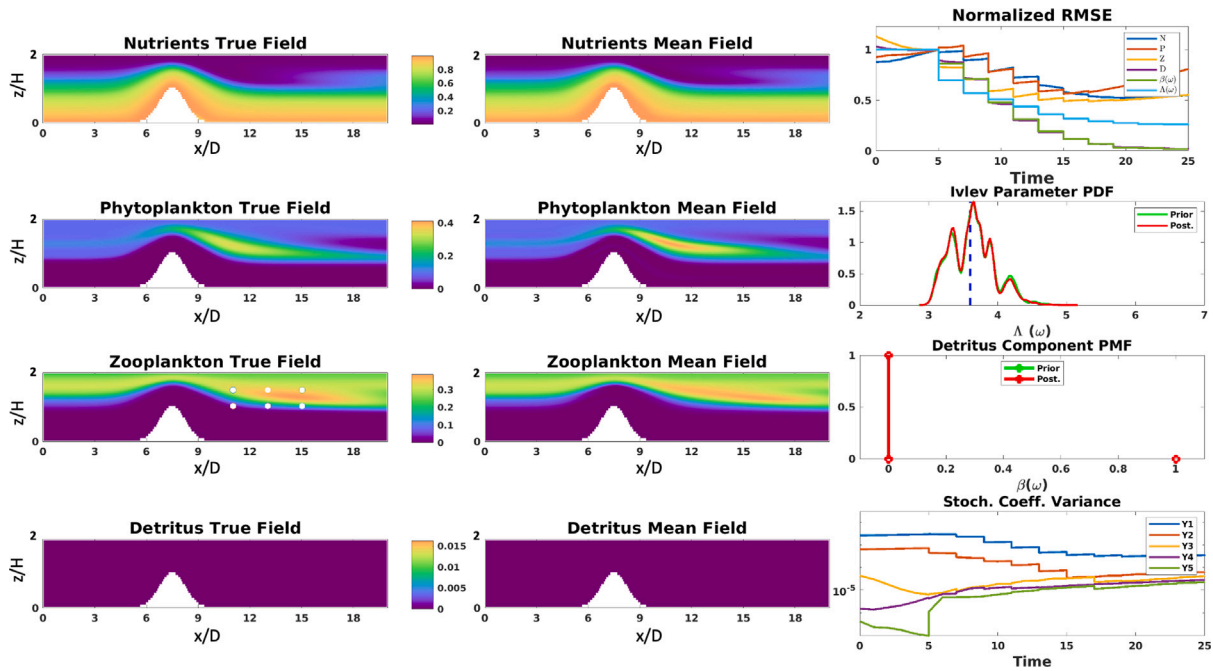 Nutrients True Field
2
z/H
0
0 3 6 9 12 15 18
x/D
0.8
0.6
0.4
0.2
Nutrients Mean Field
2
0
0 3 6 9 12 15 18
x/D
Normalized RMSE
1
0.5
0
0 5 10 15 20 25
Time
N
P
Z
D
β(ω)
Λ(ω)
Phytoplankton True Field
2
z/H
0
0 3 6 9 12 15 18
x/D
0.4
0.2
0
Phytoplankton Mean Field
2
0
0 3 6 9 12 15 18
x/D
Ivlev Parameter PDF
1.5
1
0.5
0
2 3 4 5 6 7
Λ (ω)
Prior
Post.
Zooplankton True Field
2
z/H
0
0 3 6 9 12 15 18
x/D
0.3
0.2
0.1
0
Zooplankton Mean Field
2
0
0 3 6 9 12 15 18
x/D
Detritus Component PMF
1
0.5
0
0 0.2 0.4 0.6 0.8 1
β(ω)
Prior
Post.
Detritus True Field
2
z/H
0
0 3 6 9 12 15 18
x/D
0.015
0.01
0.005
0
Detritus Mean Field
2
0
0 3 6 9 12 15 18
x/D
Stoch. Coeff. Variance
10⁻⁵
0 5 10 15 20 25
Time
Y1
Y2
Y3
Y4
Y5